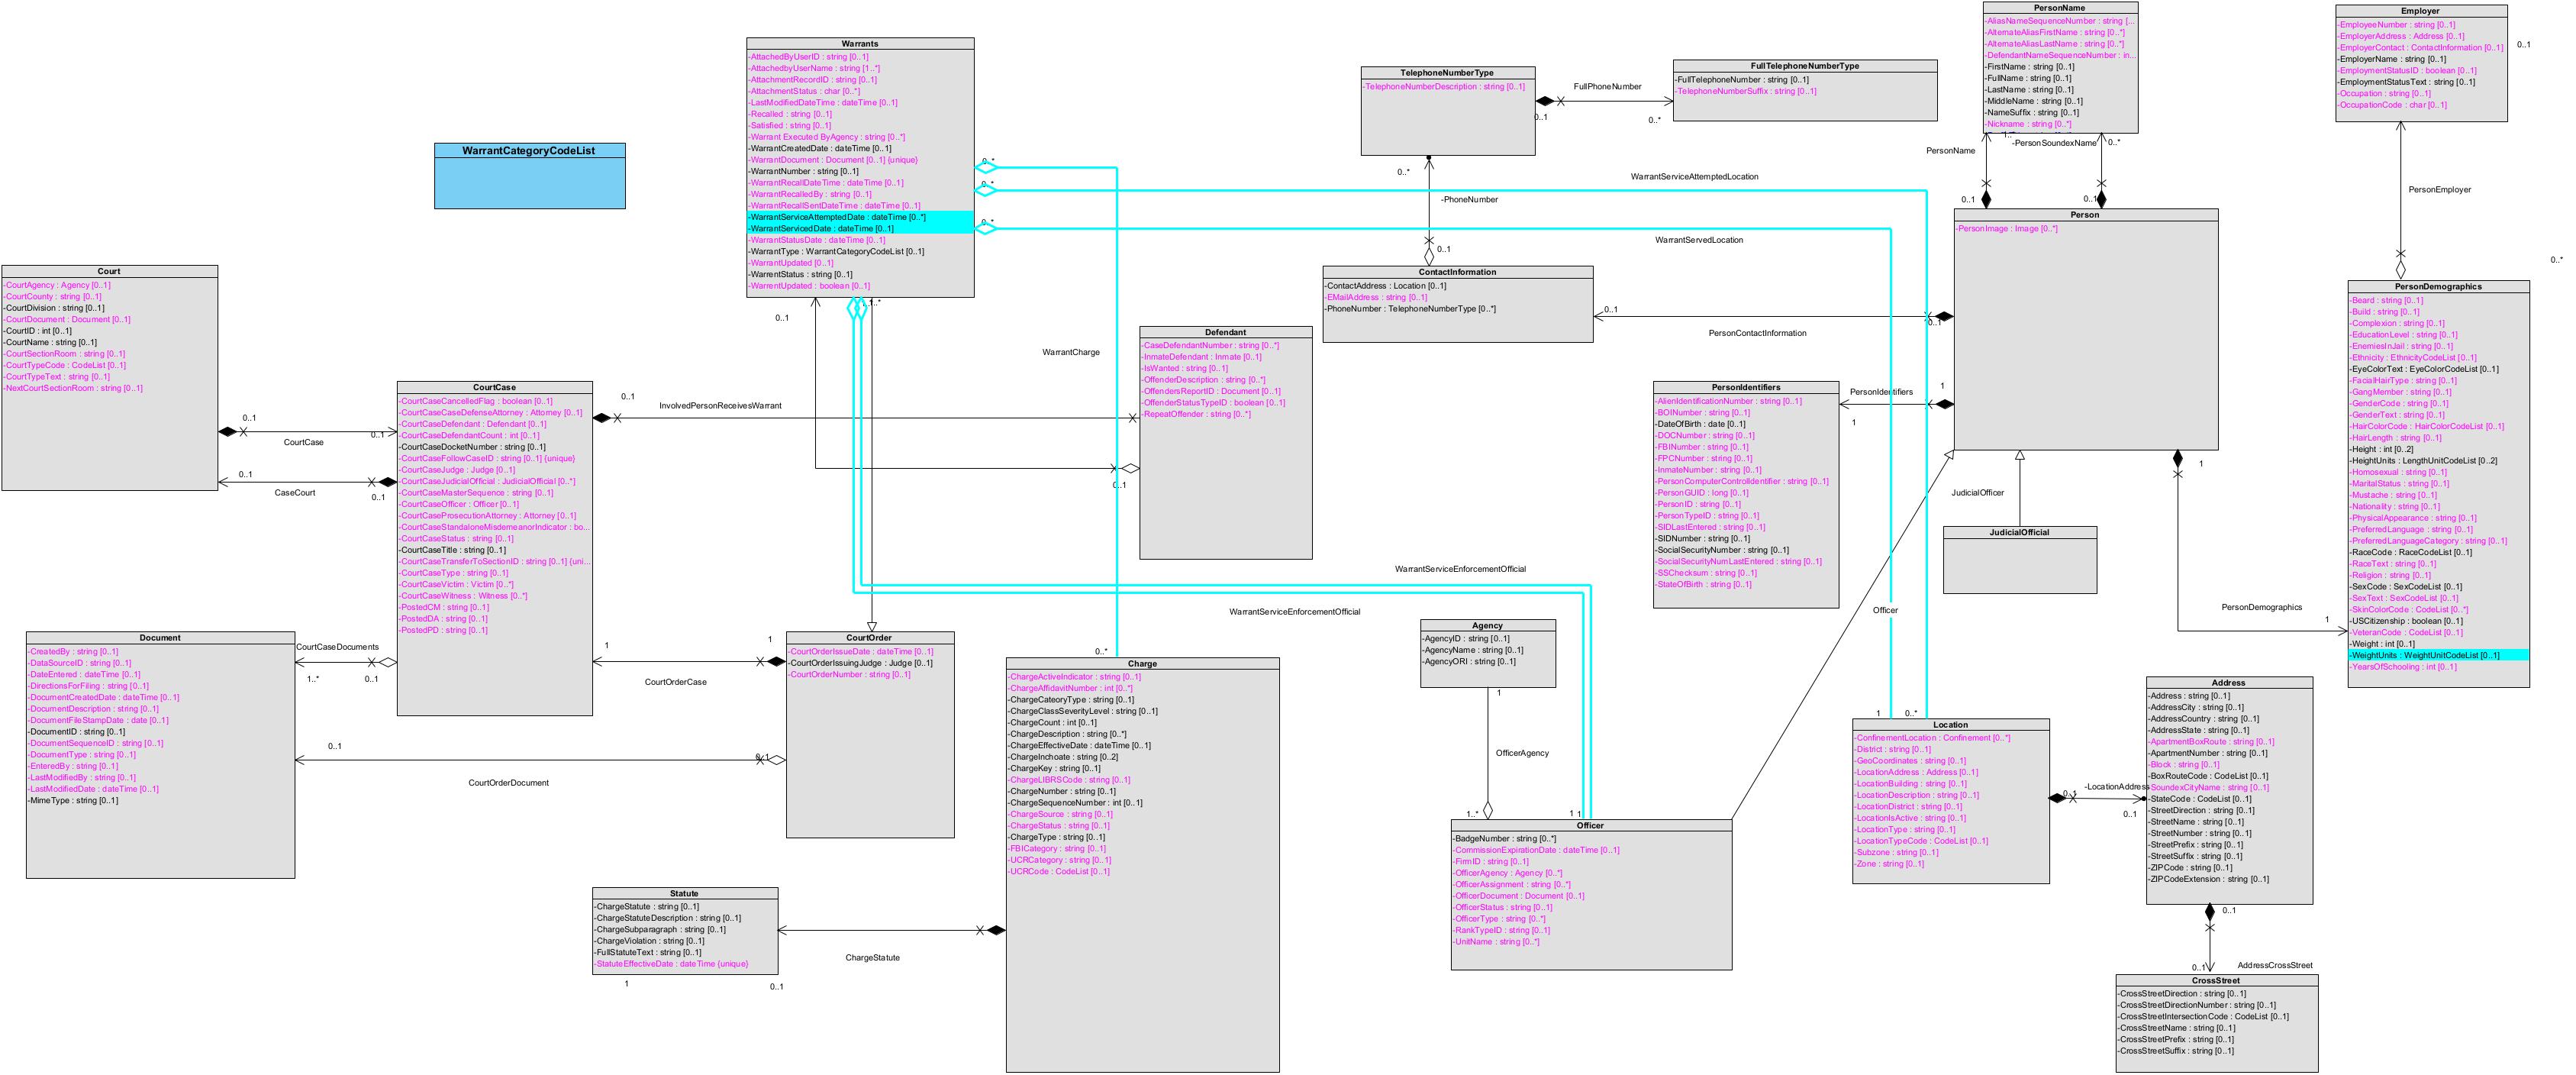 PersonName
-AliasNameSequenceNumber : string [...
-AlternateAliasFirstName : string [0..*]
-AlternateAliasLastName : string [0..*]
-DefendantNameSequenceNumber : in...
-FirstName : string [0..1]
-FullName : string [0..1]
-LastName : string [0..1]
-MiddleName : string [0..1]
-NameSuffix : string [0..1]
-Nickname : string [0..*]
Employer
-EmployeeNumber : string [0..1]
-EmployerAddress : Address [0..1]
-EmployerContact : ContactInformation [0..1]
-EmployerName : string [0..1]
-EmploymentStatusID : boolean [0..1]
-EmploymentStatusText : string [0..1]
-Occupation : string [0..1]
-OccupationCode : char [0..1]
0..1
Warrants
-AttachedByUserID : string [0..1]
-AttachedbyUserName : string [1..*]
-AttachmentRecordID : string [0..1]
-AttachmentStatus : char [0..*]
-LastModifiedDateTime : dateTime [0..1]
-Recalled : string [0..1]
-Satisfied : string [0..1]
-Warrant Executed ByAgency : string [0..*]
-WarrantCreatedDate : dateTime [0..1]
-WarrantDocument : Document [0..1] {unique}
-WarrantNumber : string [0..1]
-WarrantRecallDateTime : dateTime [0..1]
-WarrantRecalledBy : string [0..1]
-WarrantRecallSentDateTime : dateTime [0..1]
-WarrantServiceAttemptedDate : dateTime [0..*]
-WarrantServicedDate : dateTime [0..1]
-WarrantStatusDate : dateTime [0..1]
-WarrantType : WarrantCategoryCodeList [0..1]
-WarrantUpdated [0..1]
-WarrentStatus : string [0..1]
-WarrentUpdated : boolean [0..1]
TelephoneNumberType
-TelephoneNumberDescription : string [0..1]
FullPhoneNumber
0..1
0..*
FullTelephoneNumberType
-FullTelephoneNumber : string [0..1]
-TelephoneNumberSuffix : string [0..1]
WarrantCategoryCodeList
PersonName
-PersonSoundexName
0..*
0..1
0..1
PersonEmployer
0..*
0..*
-PhoneNumber
0..1
0..*
0..*
0..*
WarrantServiceAttemptedLocation
WarrantServedLocation
Person
-PersonImage : Image [0..*]
Court
-CourtAgency : Agency [0..1]
-CourtCounty : string [0..1]
-CourtDivision : string [0..1]
-CourtDocument : Document [0..1]
-CourtID : int [0..1]
-CourtName : string [0..1]
-CourtSectionRoom : string [0..1]
-CourtTypeCode : CodeList [0..1]
-CourtTypeText : string [0..1]
-NextCourtSectionRoom : string [0..1]
ContactInformation
-ContactAddress : Location [0..1]
-EMailAddress : string [0..1]
-PhoneNumber : TelephoneNumberType [0..*]
0..1
0..1
PersonContactInformation
PersonDemographics
-Beard : string [0..1]
-Build : string [0..1]
-Complexion : string [0..1]
-EducationLevel : string [0..1]
-EnemiesInJail : string [0..1]
-Ethnicity : EthnicityCodeList [0..1]
-EyeColorText : EyeColorCodeList [0..1]
-FacialHairType : string [0..1]
-GangMember : string [0..1]
-GenderCode : string [0..1]
-GenderText : string [0..1]
-HairColorCode : HairColorCodeList [0..1]
-HairLength : string [0..1]
-Height : int [0..2]
-HeightUnits : LengthUnitCodeList [0..2]
-Homosexual : string [0..1]
-MaritalStatus : string [0..1]
-Mustache : string [0..1]
-Nationality : string [0..1]
-PhysicalAppearance : string [0..1]
-PreferredLanguage : string [0..1]
-PreferredLanguageCategory : string [0..1]
-RaceCode : RaceCodeList [0..1]
-RaceText : string [0..1]
-Religion : string [0..1]
-SexCode : SexCodeList [0..1]
-SexText : SexCodeList [0..1]
-SkinColorCode : CodeList [0..*]
-USCitizenship : boolean [0..1]
-VeteranCode : CodeList [0..1]
-Weight : int [0..1]
-WeightUnits : WeightUnitCodeList [0..1]
-YearsOfSchooling : int [0..1]
0..1
WarrantCharge
Defendant
-CaseDefendantNumber : string [0..*]
-InmateDefendant : Inmate [0..1]
-IsWanted : string [0..1]
-OffenderDescription : string [0..*]
-OffendersReportID : Document [0..1]
-OffenderStatusTypeID : boolean [0..1]
-RepeatOffender : string [0..*]
0..1
CourtCase
-CourtCaseCancelledFlag : boolean [0..1]
-CourtCaseCaseDefenseAttorney : Attorney [0..1]
-CourtCaseDefendant : Defendant [0..1]
-CourtCaseDefendantCount : int [0..1]
-CourtCaseDocketNumber : string [0..1]
-CourtCaseFollowCaseID : string [0..1] {unique}
-CourtCaseJudge : Judge [0..1]
-CourtCaseJudicialOfficial : JudicialOfficial [0..*]
-CourtCaseMasterSequence : string [0..1]
-CourtCaseOfficer : Officer [0..1]
-CourtCaseProsecutionAttorney : Attorney [0..1]
-CourtCaseStandaloneMisdemeanorIndicator : bo...
-CourtCaseStatus : string [0..1]
-CourtCaseTitle : string [0..1]
-CourtCaseTransferToSectionID : string [0..1] {uni...
-CourtCaseType : string [0..1]
-CourtCaseVictim : Victim [0..*]
-CourtCaseWitness : Witness [0..*]
-PostedCM : string [0..1]
-PostedDA : string [0..1]
-PostedPD : string [0..1]
0..1
InvolvedPersonReceivesWarrant
0..1
CourtCase
0..1
0..1
CaseCourt
0..1
PersonIdentifiers
-AlienIdentificationNumber : string [0..1]
-BOINumber : string [0..1]
-DateOfBirth : date [0..1]
-DOCNumber : string [0..1]
-FBINumber : string [0..1]
-FPCNumber : string [0..1]
-InmateNumber : string [0..1]
-PersonComputerControlIdentifier : string [0..1]
-PersonGUID : long [0..1]
-PersonID : string [0..1]
-PersonTypeID : string [0..1]
-SIDLastEntered : string [0..1]
-SIDNumber : string [0..1]
-SocialSecurityNumber : string [0..1]
-SocialSecurityNumLastEntered : string [0..1]
-SSChecksum : string [0..1]
-StateOfBirth : string [0..1]
PersonIdentifiers
1
1
1
JudicialOfficer
JudicialOfficial
WarrantServiceEnforcementOfficial
WarrantServiceEnforcementOfficial
Officer
PersonDemographics
1
Document
-CreatedBy : string [0..1]
-DataSourceID : string [0..1]
-DateEntered : dateTime [0..1]
-DirectionsForFiling : string [0..1]
-DocumentCreatedDate : dateTime [0..1]
-DocumentDescription : string [0..1]
-DocumentFileStampDate : date [0..1]
-DocumentID : string [0..1]
-DocumentSequenceID : string [0..1]
-DocumentType : string [0..1]
-EnteredBy : string [0..1]
-LastModifiedBy : string [0..1]
-LastModifiedDate : dateTime [0..1]
-MimeType : string [0..1]
CourtCaseDocuments
1..*
0..1
1
1
CourtOrderCase
CourtOrder
-CourtOrderIssueDate : dateTime [0..1]
-CourtOrderIssuingJudge : Judge [0..1]
-CourtOrderNumber : string [0..1]
0..1
0..1
CourtOrderDocument
0..*
Charge
-ChargeActiveIndicator : string [0..1]
-ChargeAffidavitNumber : int [0..*]
-ChargeCateoryType : string [0..1]
-ChargeClassSeverityLevel : string [0..1]
-ChargeCount : int [0..1]
-ChargeDescription : string [0..*]
-ChargeEffectiveDate : dateTime [0..1]
-ChargeInchoate : string [0..2]
-ChargeKey : string [0..1]
-ChargeLIBRSCode : string [0..1]
-ChargeNumber : string [0..1]
-ChargeSequenceNumber : int [0..1]
-ChargeSource : string [0..1]
-ChargeStatus : string [0..1]
-ChargeType : string [0..1]
-FBICategory : string [0..1]
-UCRCategory : string [0..1]
-UCRCode : CodeList [0..1]
Agency
-AgencyID : string [0..1]
-AgencyName : string [0..1]
-AgencyORI : string [0..1]
1
OfficerAgency
1..*
1 1
Officer
-BadgeNumber : string [0..*]
-CommissionExpirationDate : dateTime [0..1]
-FirmID : string [0..1]
-OfficerAgency : Agency [0..*]
-OfficerAssignment : string [0..*]
-OfficerDocument : Document [0..1]
-OfficerStatus : string [0..1]
-OfficerType : string [0..*]
-RankTypeID : string [0..1]
-UnitName : string [0..*]
1
0..*
Location
-ConfinementLocation : Confinement [0..*]
-District : string [0..1]
-GeoCoordinates : string [0..1]
-LocationAddress : Address [0..1]
-LocationBuilding : string [0..1]
-LocationDescription : string [0..1]
-LocationDistrict : string [0..1]
-LocationIsActive : string [0..1]
-LocationType : string [0..1]
-LocationTypeCode : CodeList [0..1]
-Subzone : string [0..1]
-Zone : string [0..1]
-LocationAddress
0..1
0..1
Address
-Address : string [0..1]
-AddressCity : string [0..1]
-AddressCountry : string [0..1]
-AddressState : string [0..1]
-ApartmentBoxRoute : string [0..1]
-ApartmentNumber : string [0..1]
-Block : string [0..1]
-BoxRouteCode : CodeList [0..1]
-SoundexCityName : string [0..1]
-StateCode : CodeList [0..1]
-StreetDirection : string [0..1]
-StreetName : string [0..1]
-StreetNumber : string [0..1]
-StreetPrefix : string [0..1]
-StreetSuffix : string [0..1]
-ZIPCode : string [0..1]
-ZIPCodeExtension : string [0..1]
0..1
Statute
-ChargeStatute : string [0..1]
-ChargeStatuteDescription : string [0..1]
-ChargeSubparagraph : string [0..1]
-ChargeViolation : string [0..1]
-FullStatuteText : string [0..1]
-StatuteEffectiveDate : dateTime {unique}
1
0..1
ChargeStatute
0..1
AddressCrossStreet
CrossStreet
-CrossStreetDirection : string [0..1]
-CrossStreetDirectionNumber : string [0..1]
-CrossStreetIntersectionCode : CodeList [0..1]
-CrossStreetName : string [0..1]
-CrossStreetPrefix : string [0..1]
-CrossStreetSuffix : string [0..1]